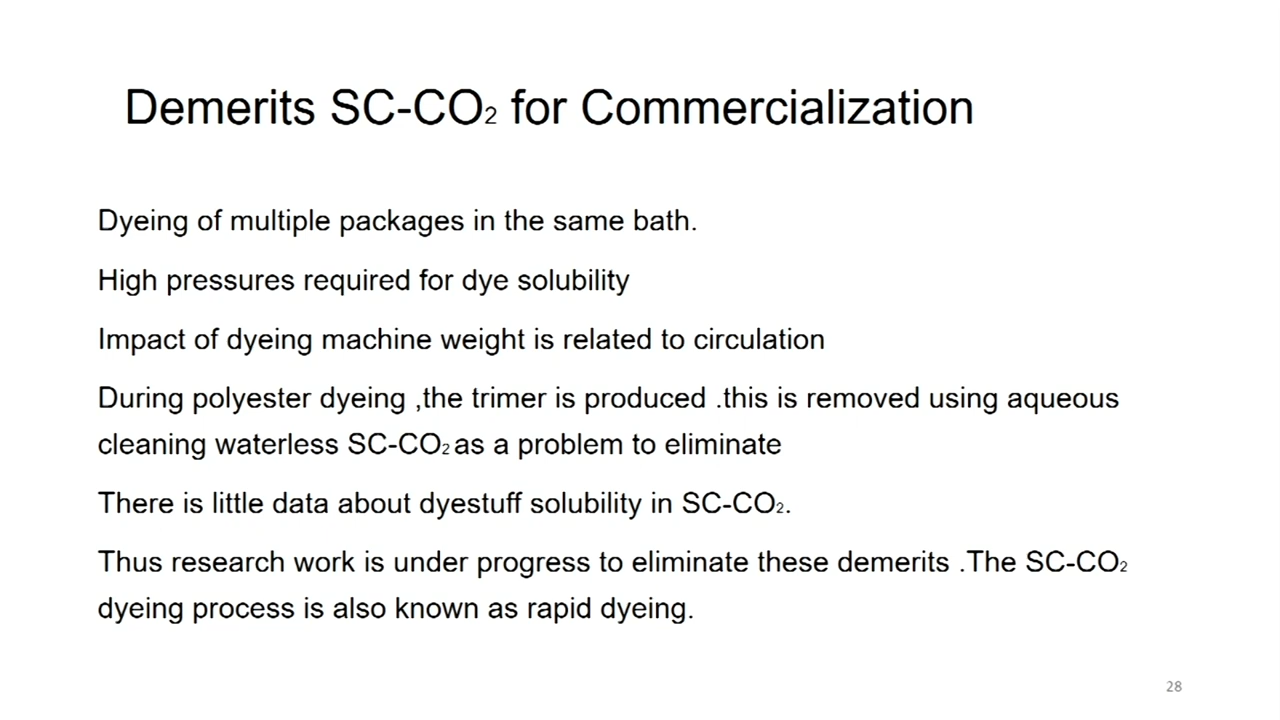 Demerits SC-CO₂ for Commercialization
Dyeing of multiple packages in the same bath.
High pressures required for dye solubility
Impact of dyeing machine weight is related to circulation
During polyester dyeing ,the trimer is produced .this is removed using aqueous
cleaning waterless SC-CO₂ as a problem to eliminate
There is little data about dyestuff solubility in SC-CO₂.
Thus research work is under progress to eliminate these demerits .The SC-CO₂
dyeing process is also known as rapid dyeing.
28